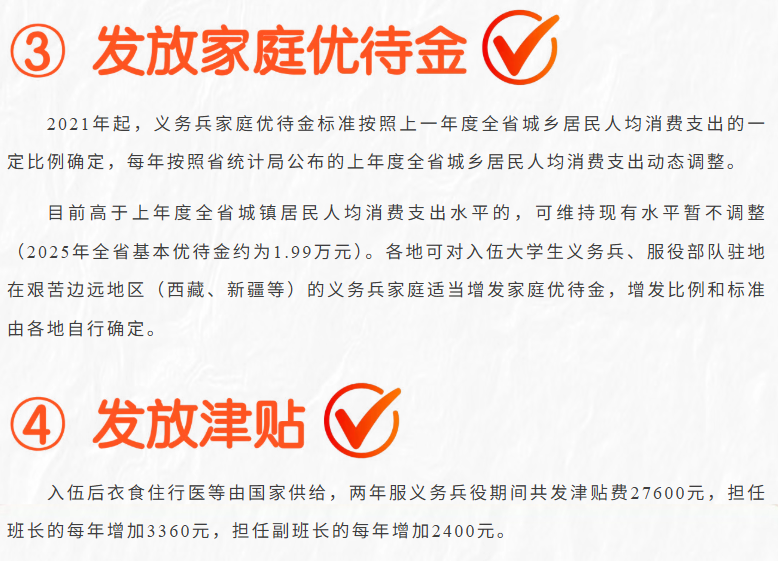 ③ 发放家庭优待金
2021年起，义务兵家庭优待金标准按照上一年度全省城乡居民人均消费支出的一
定比例确定，每年按照省统计局公布的上年度全省城乡居民人均消费支出动态调整。
目前高于上年度全省城镇居民人均消费支出水平的，可维持现有水平暂不调整
（2025年全省基本优待金约为1.99万元）。各地可对入伍大学生义务兵、服役部队驻地
在艰苦边远地区（西藏、新疆等）的义务兵家庭适当增发家庭优待金，增发比例和标准
由各地自行确定。
④ 发放津贴
入伍后衣食住行医等由国家供给，两年服义务兵役期间共发津贴费27600元，担任
班长的每年增加3360元，担任副班长的每年增加2400元。